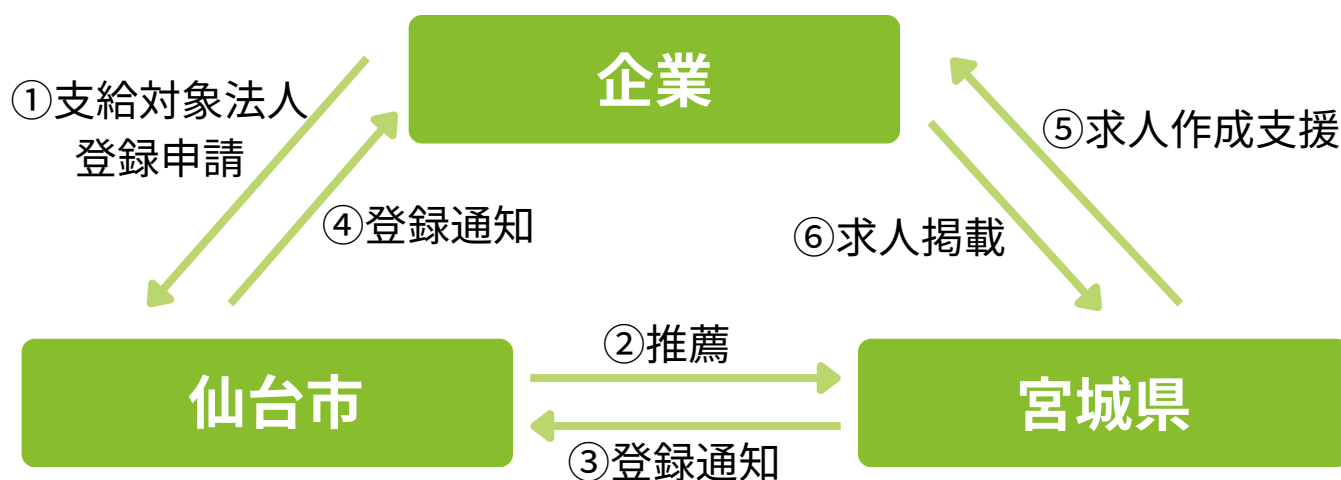 企業
①支給対象法人
登録申請
⑤求人作成支援
④登録通知
⑥求人掲載
②推薦
仙台市
宮城県
③登録通知